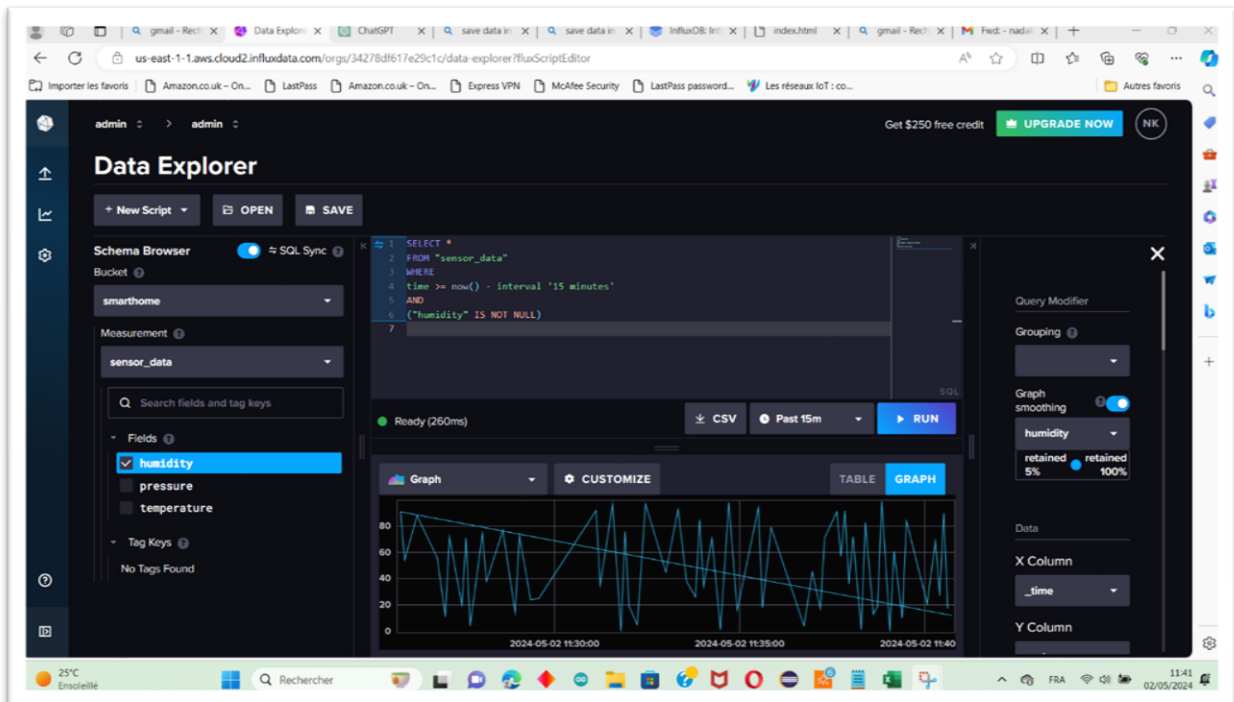 gmail - Rech
Data Explore
ChatGPT
save data in
save data in
InfluxDB: Int
index.html
gmail - Rech
Fwd: - nadal
us-east-1-1.aws.cloud2.influxdata.com/orgs/34278df617e29c1c/data-explorer?fluxScriptEditor
Importer les favoris
Amazon.co.uk – On...
LastPass
Amazon.co.uk – On...
Express VPN
McAfee Security
LastPass password...
Les réseaux IoT : co...
Autres favoris
admin > admin
Get $250 free credit
UPGRADE NOW
NK
Data Explorer
+ New Script
OPEN
SAVE
Schema Browser
SQL Sync
Bucket
smarthome
Measurement
sensor_data
Search fields and tag keys
Fields
humidity
pressure
temperature
Tag Keys
No Tags Found
1 SELECT *
2 FROM "sensor_data"
3 WHERE
4 time >= now() - interval '15 minutes'
5 AND
6 ("humidity" IS NOT NULL)
7
SQL
Ready (260ms)
CSV
Past 15m
RUN
Graph
CUSTOMIZE
TABLE
GRAPH
80
60
40
20
0
2024-05-02 11:30:00
2024-05-02 11:35:00
2024-05-02 11:40
Query Modifier
Grouping
Graph
smoothing
humidity
retained retained
5% 100%
Data
X Column
_time
Y Column
25°C
Ensoleillé
Rechercher
6
FRA
11:41
02/05/2024